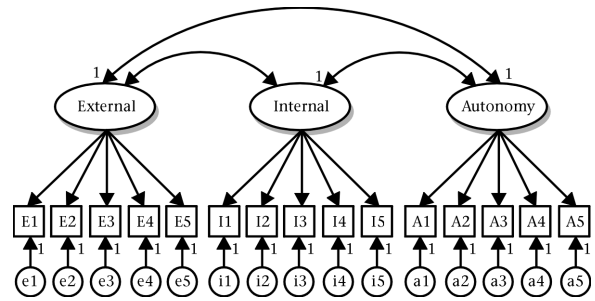 1 1 1
External Internal Autonomy
E1 E2 E3 E4 E5 I1 I2 I3 I4 I5 A1 A2 A3 A4 A5
1 1 1 1 1 1 1 1 1 1 1 1 1 1 1
e1 e2 e3 e4 e5 i1 i2 i3 i4 i5 a1 a2 a3 a4 a5